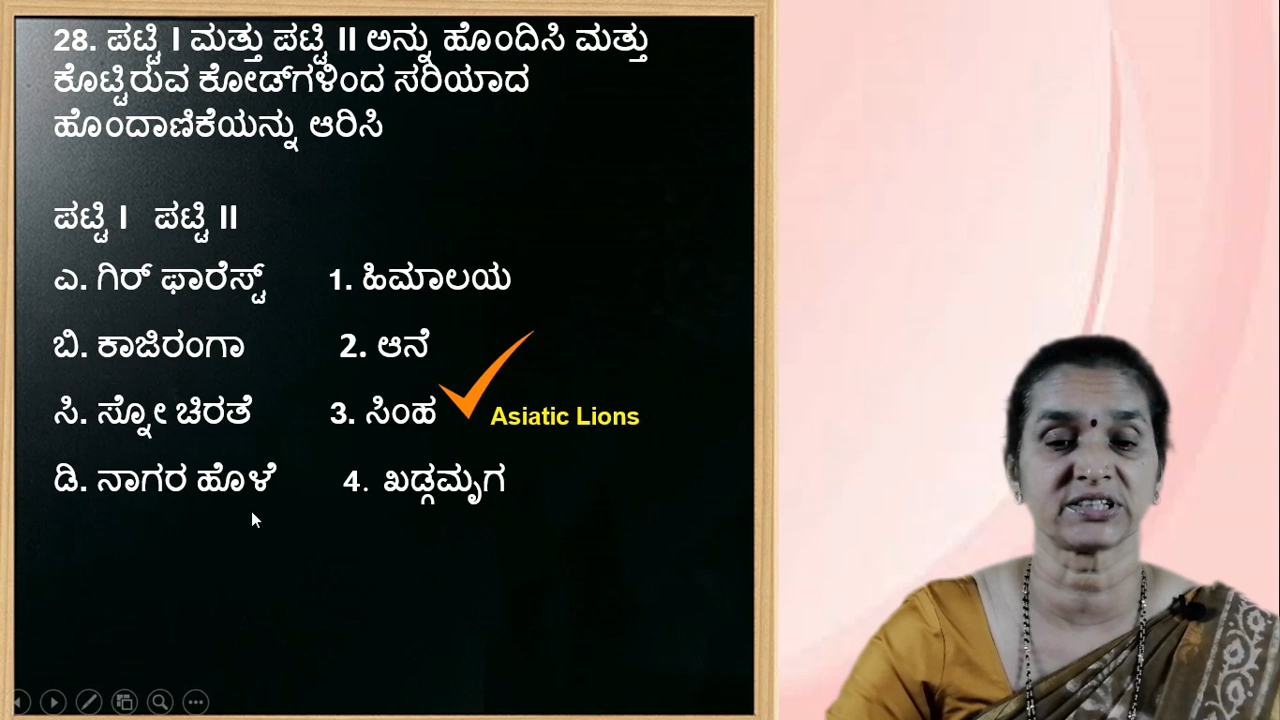 28. ಪಟ್ಟಿ I ಮತ್ತು ಪಟ್ಟಿ II ಅನ್ನು ಹೊಂದಿಸಿ ಮತ್ತು
ಕೊಟ್ಟಿರುವ ಕೋಡ್‌ಗಳಿಂದ ಸರಿಯಾದ
ಹೊಂದಾಣಿಕೆಯನ್ನು ಆರಿಸಿ
ಪಟ್ಟಿ I ಪಟ್ಟಿ II
ಎ. ಗಿರ್ ಫಾರೆಸ್ಟ್ 1. ಹಿಮಾಲಯ
ಬಿ. ಕಾಜಿರಂಗಾ 2. ಆನೆ
ಸಿ. ಸ್ನೋ ಚಿರತೆ 3. ಸಿಂಹ Asiatic Lions
ಡಿ. ನಾಗರ ಹೊಳೆ 4. ಖಡ್ಗಮೃಗ